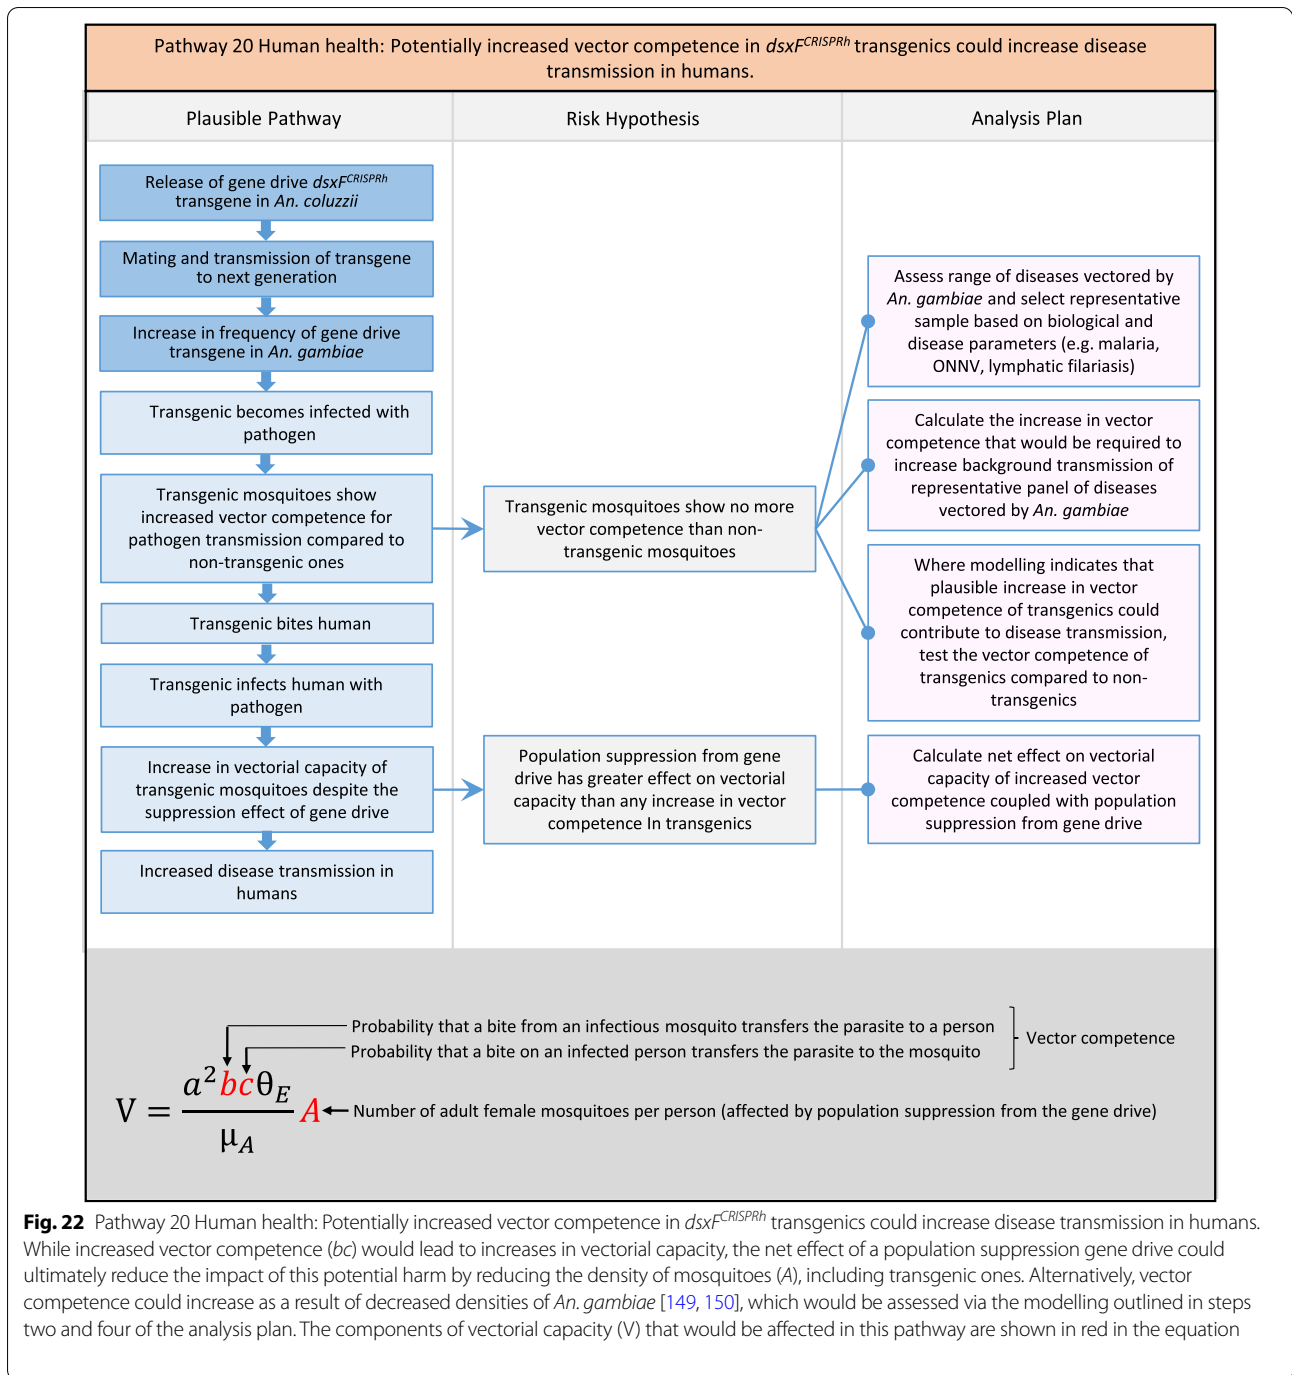 Pathway 20 Human health: Potentially increased vector competence in dsxF^CRISPRh transgenics could increase disease
transmission in humans.
Plausible Pathway
Risk Hypothesis
Analysis Plan
Release of gene drive dsxF^CRISPRh
transgene in An. coluzzii
Mating and transmission of transgene
to next generation
Increase in frequency of gene drive
transgene in An. gambiae
Transgenic becomes infected with
pathogen
Transgenic mosquitoes show
increased vector competence for
pathogen transmission compared to
non-transgenic ones
Transgenic bites human
Transgenic infects human with
pathogen
Increase in vectorial capacity of
transgenic mosquitoes despite the
suppression effect of gene drive
Increased disease transmission in
humans
Transgenic mosquitoes show no more
vector competence than non-
transgenic mosquitoes
Population suppression from gene
drive has greater effect on vectorial
capacity than any increase in vector
competence In transgenics
Assess range of diseases vectored by
An. gambiae and select representative
sample based on biological and
disease parameters (e.g. malaria,
ONNV, lymphatic filariasis)
Calculate the increase in vector
competence that would be required to
increase background transmission of
representative panel of diseases
vectored by An. gambiae
Where modelling indicates that
plausible increase in vector
competence of transgenics could
contribute to disease transmission,
test the vector competence of
transgenics compared to non-
transgenics
Calculate net effect on vectorial
capacity of increased vector
competence coupled with population
suppression from gene drive
Probability that a bite from an infectious mosquito transfers the parasite to a person
Probability that a bite on an infected person transfers the parasite to the mosquito
Vector competence
V = a²bcθ_E / μ_A A
Number of adult female mosquitoes per person (affected by population suppression from the gene drive)
Fig. 22 Pathway 20 Human health: Potentially increased vector competence in dsxF^CRISPRh transgenics could increase disease transmission in humans.
While increased vector competence (bc) would lead to increases in vectorial capacity, the net effect of a population suppression gene drive could
ultimately reduce the impact of this potential harm by reducing the density of mosquitoes (A), including transgenic ones. Alternatively, vector
competence could increase as a result of decreased densities of An. gambiae [149, 150], which would be assessed via the modelling outlined in steps
two and four of the analysis plan. The components of vectorial capacity (V) that would be affected in this pathway are shown in red in the equation